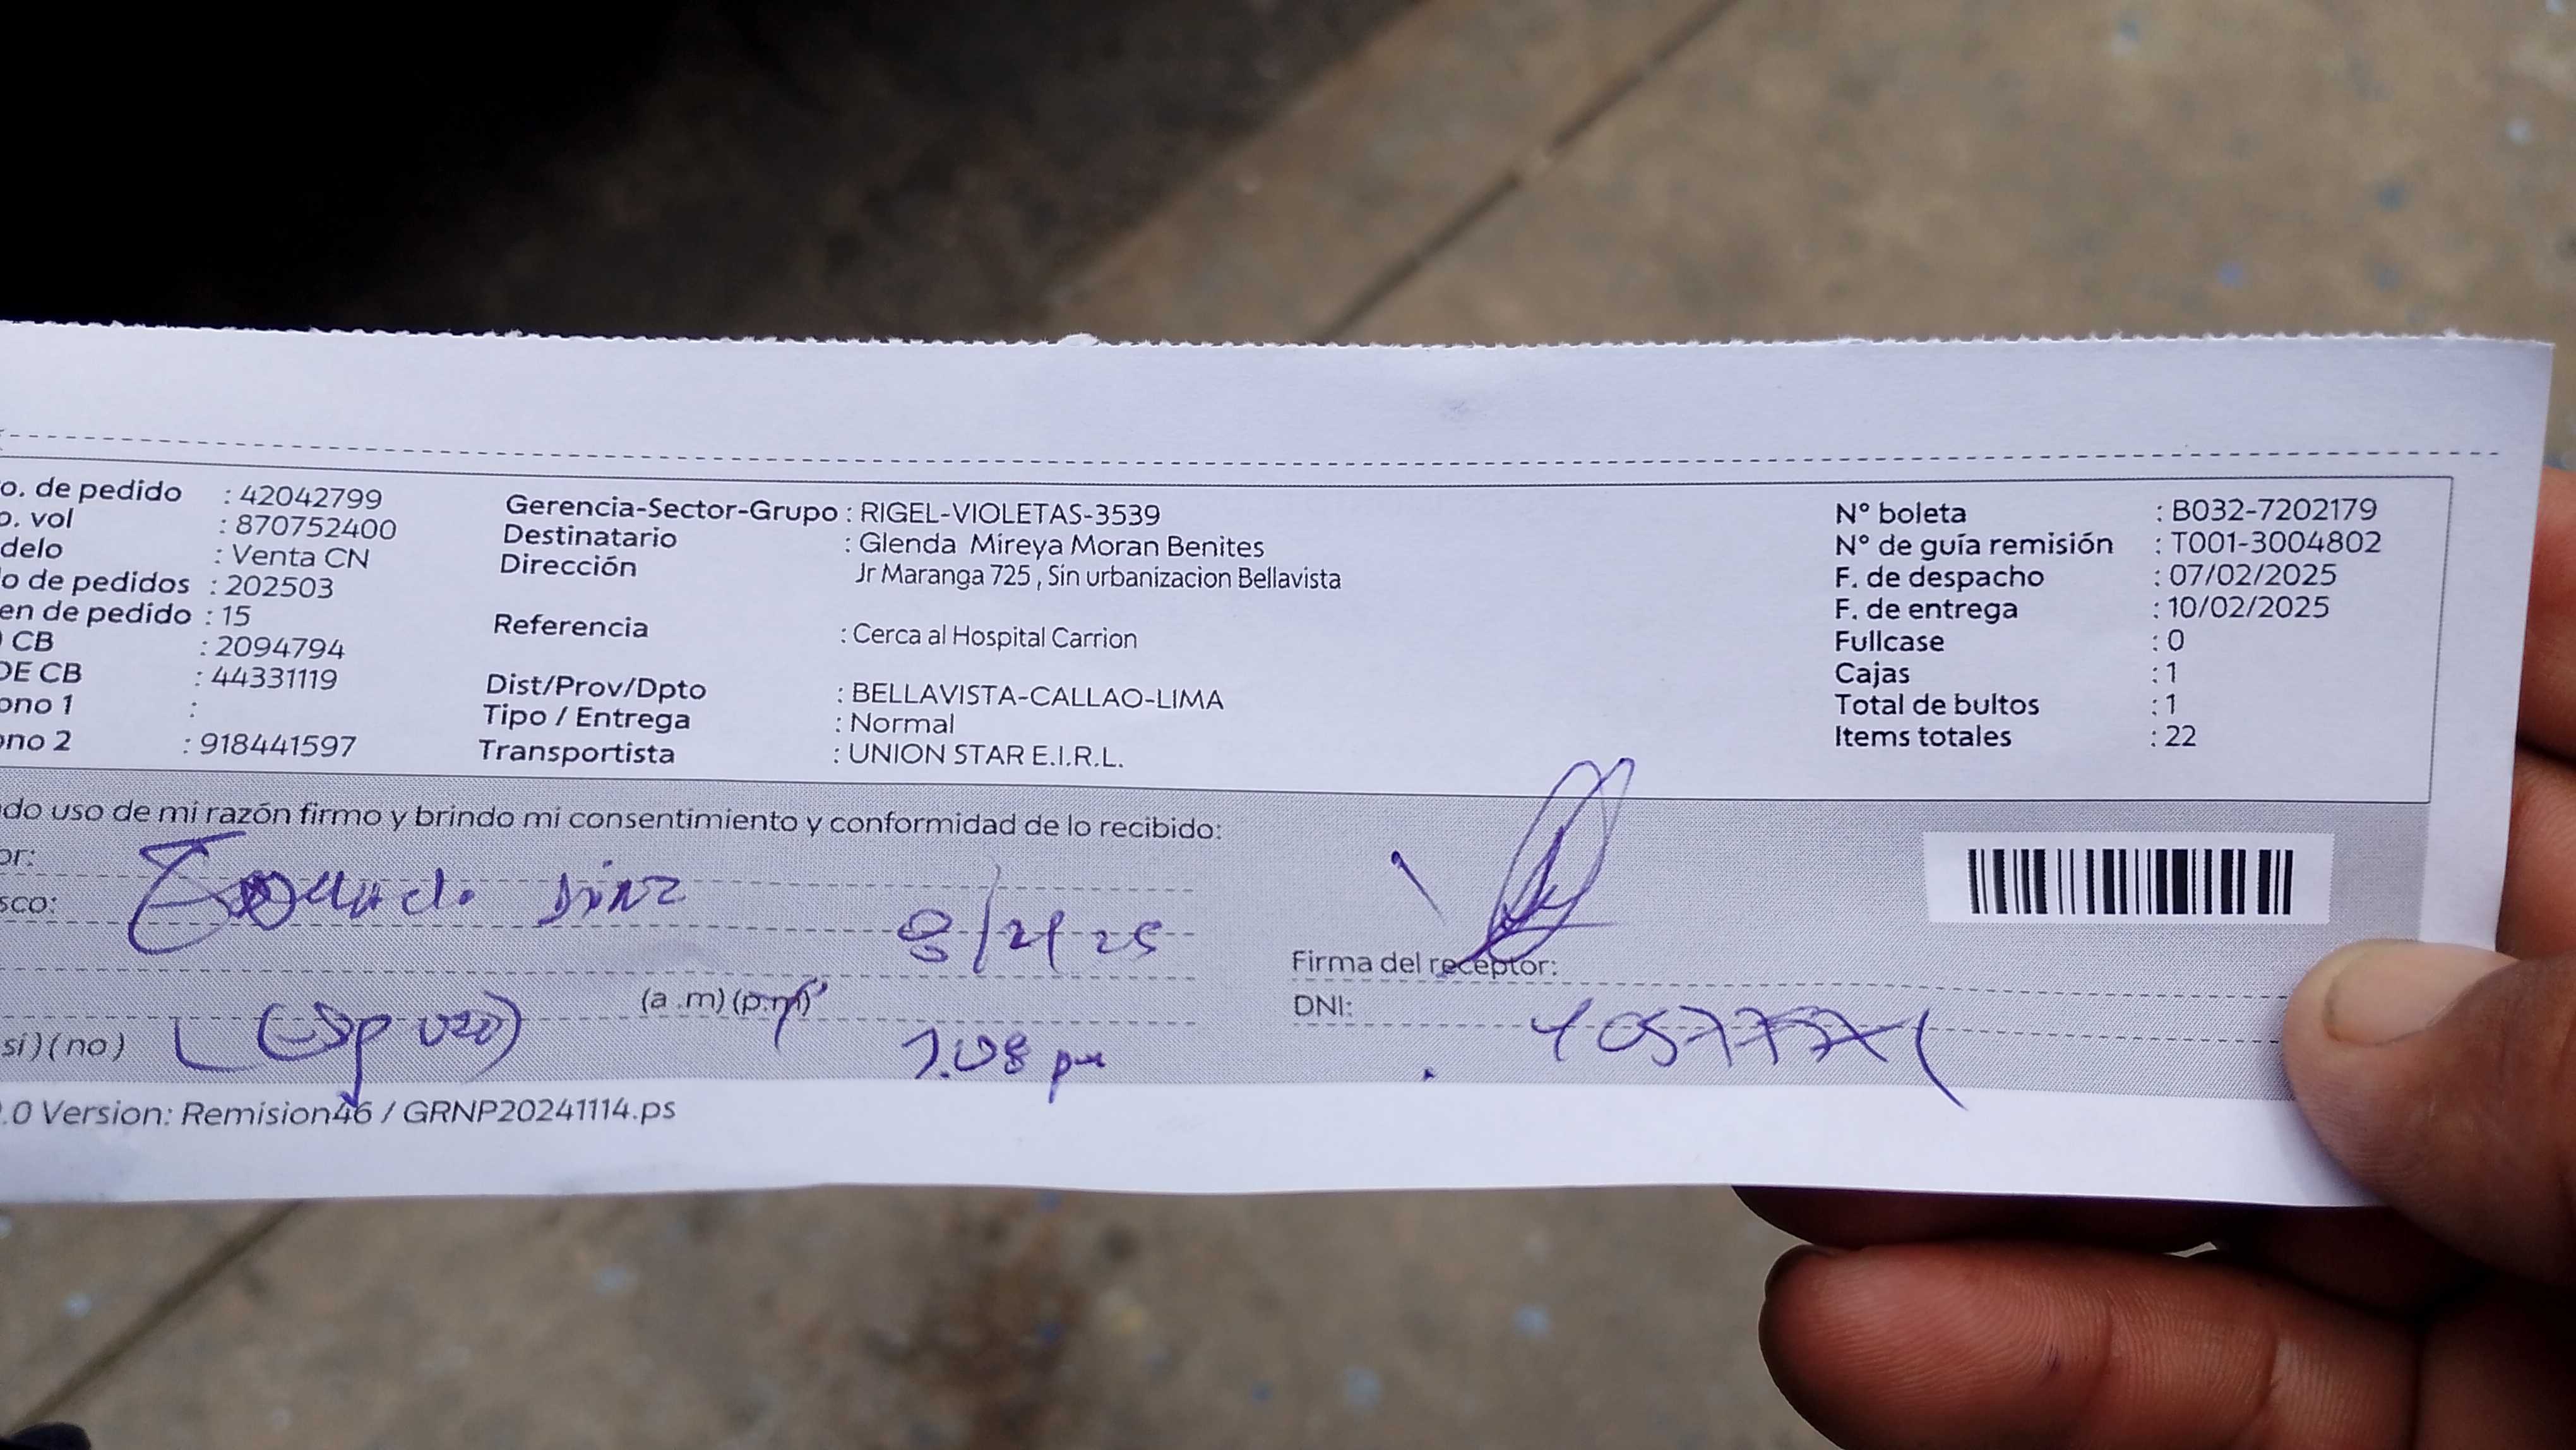 o. de pedido : 42042799
o. vol : 870752400
delo : Venta CN
o de pedidos : 202503
en de pedido : 15
CB : 2094794
DE CB : 44331119
ono 1 :
ono 2 : 918441597
Gerencia-Sector-Grupo : RIGEL-VIOLETAS-3539
Destinatario : Glenda Mireya Moran Benites
Dirección Jr Maranga 725 , Sin urbanizacion Bellavista
Referencia : Cerca al Hospital Carrion
Dist/Prov/Dpto : BELLAVISTA-CALLAO-LIMA
Tipo / Entrega : Normal
Transportista : UNION STAR E.I.R.L.
N° boleta : B032-7202179
N° de guía remisión : T001-3004802
F. de despacho : 07/02/2025
F. de entrega : 10/02/2025
Fullcase : 0
Cajas : 1
Total de bultos : 1
Items totales : 22
do uso de mi razón firmo y brindo mi consentimiento y conformidad de lo recibido:
or:
sco:
8/2/25
Firma del receptor:
(a .m) (p.m)
DNI:
si ) ( no ) (Esposo)
.0 Version: Remision46 / GRNP20241114.ps